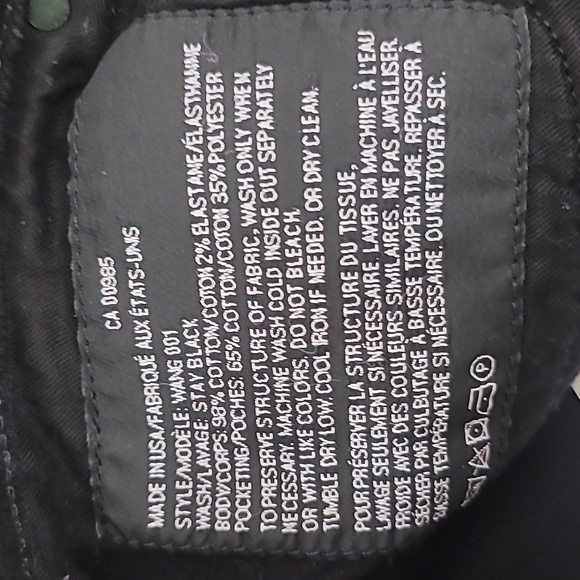 CA 00985
MADE IN USA/FABRIQUÉ AUX ÉTATS-UNIS
STYLE/MODÈLE: WANG 001
WASH/LAVAGE: STAY BLACK
BODY/CORPS: 98% COTTON/COTON 2% ELASTANE/ÉLASTHANNE
POCKETING/POCHES: 65% COTTON/COTON 35% POLYESTER
TO PRESERVE STRUCTURE OF FABRIC, WASH ONLY WHEN
NECESSARY. MACHINE WASH COLD INSIDE OUT SEPARATELY
OR WITH LIKE COLORS. DO NOT BLEACH.
TUMBLE DRY LOW. COOL IRON IF NEEDED. OR DRY CLEAN.
POUR PRÉSERVER LA STRUCTURE DU TISSUE,
LAVAGE SEULEMENT SI NÉCESSAIRE. LAVER EN MACHINE À L'EAU
FROIDE AVEC DES COULEURS SIMILAIRES. NE PAS JAVELLISER.
SÉCHER PAR CULBUTAGE À BASSE TEMPÉRATURE. REPASSER À
BASSE TEMPÉRATURE SI NÉCESSAIRE. OU NETTOYER À SEC.
P